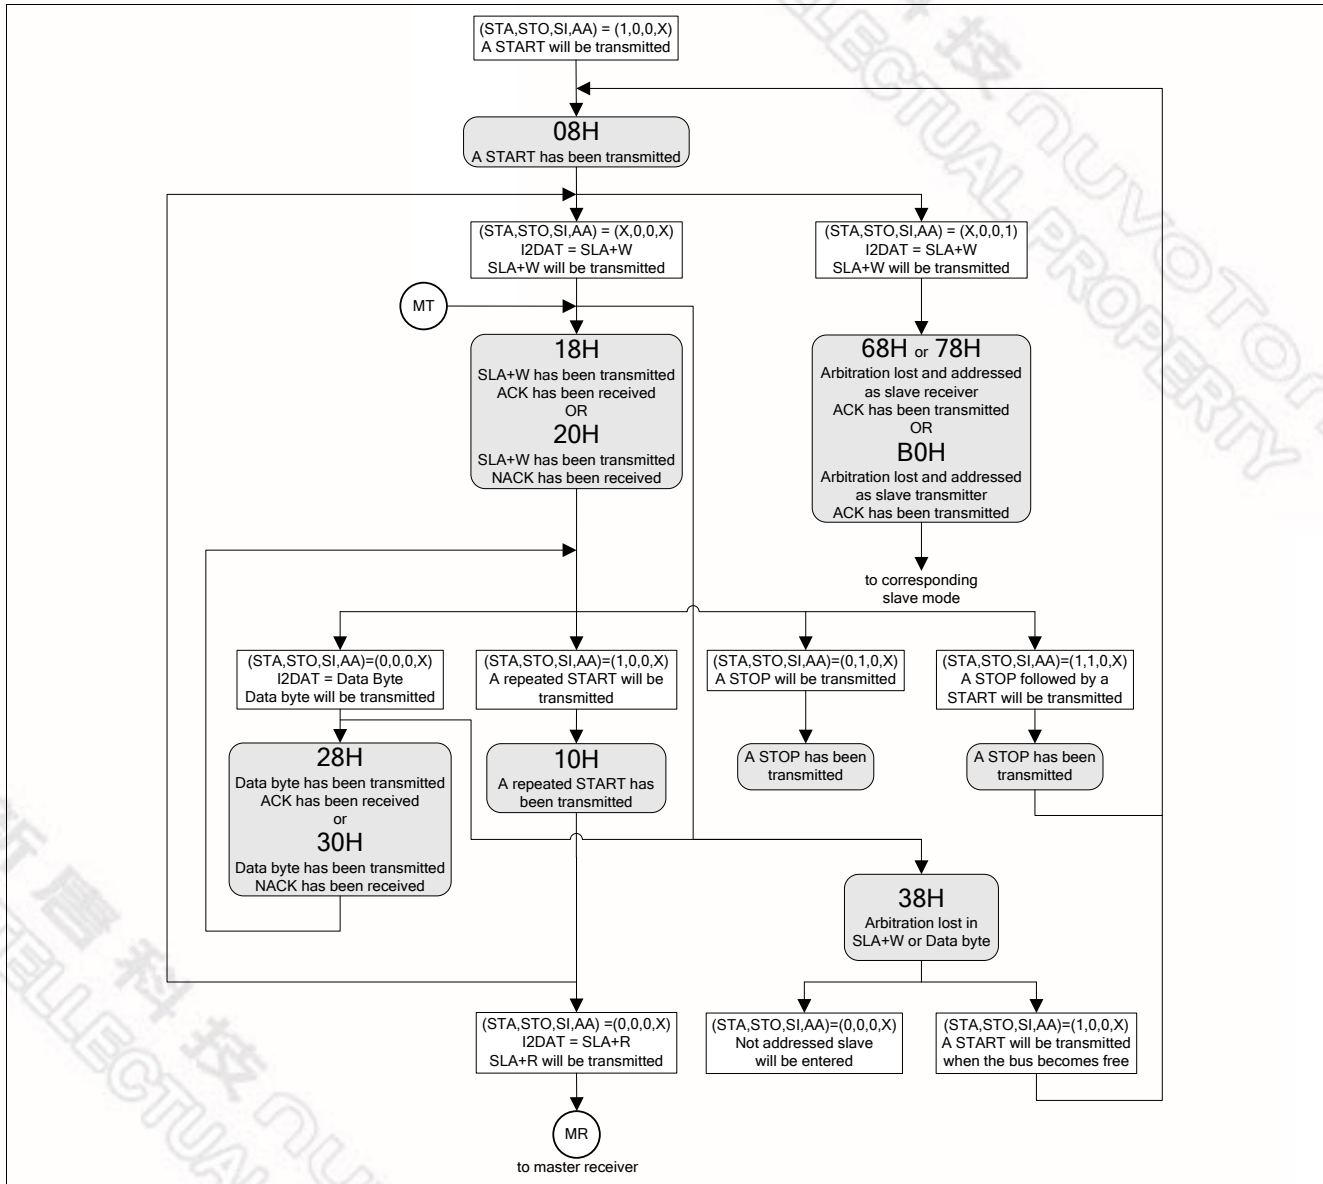 (STA,STO,SI,AA) = (1,0,0,X)
A START will be transmitted
08H
A START has been transmitted
(STA,STO,SI,AA) = (X,0,0,X)
I2DAT = SLA+W
SLA+W will be transmitted
(STA,STO,SI,AA) = (X,0,0,1)
I2DAT = SLA+W
SLA+W will be transmitted
MT
18H
SLA+W has been transmitted
ACK has been received
OR
20H
SLA+W has been transmitted
NACK has been received
68H or 78H
Arbitration lost and addressed
as slave receiver
ACK has been transmitted
OR
B0H
Arbitration lost and addressed
as slave transmitter
ACK has been transmitted
to corresponding
slave mode
(STA,STO,SI,AA)=(0,0,0,X)
I2DAT = Data Byte
Data byte will be transmitted
(STA,STO,SI,AA)=(1,0,0,X)
A repeated START will be
transmitted
(STA,STO,SI,AA)=(0,1,0,X)
A STOP will be transmitted
(STA,STO,SI,AA)=(1,1,0,X)
A STOP followed by a
START will be transmitted
28H
Data byte has been transmitted
ACK has been received
or
30H
Data byte has been transmitted
NACK has been received
10H
A repeated START has
been transmitted
A STOP has been
transmitted
A STOP has been
transmitted
38H
Arbitration lost in
SLA+W or Data byte
(STA,STO,SI,AA) =(0,0,0,X)
I2DAT = SLA+R
SLA+R will be transmitted
(STA,STO,SI,AA)=(0,0,0,X)
Not addressed slave
will be entered
(STA,STO,SI,AA)=(1,0,0,X)
A START will be transmitted
when the bus becomes free
MR
to master receiver
科技 nuvoTon
PROPERTY
新唐科技